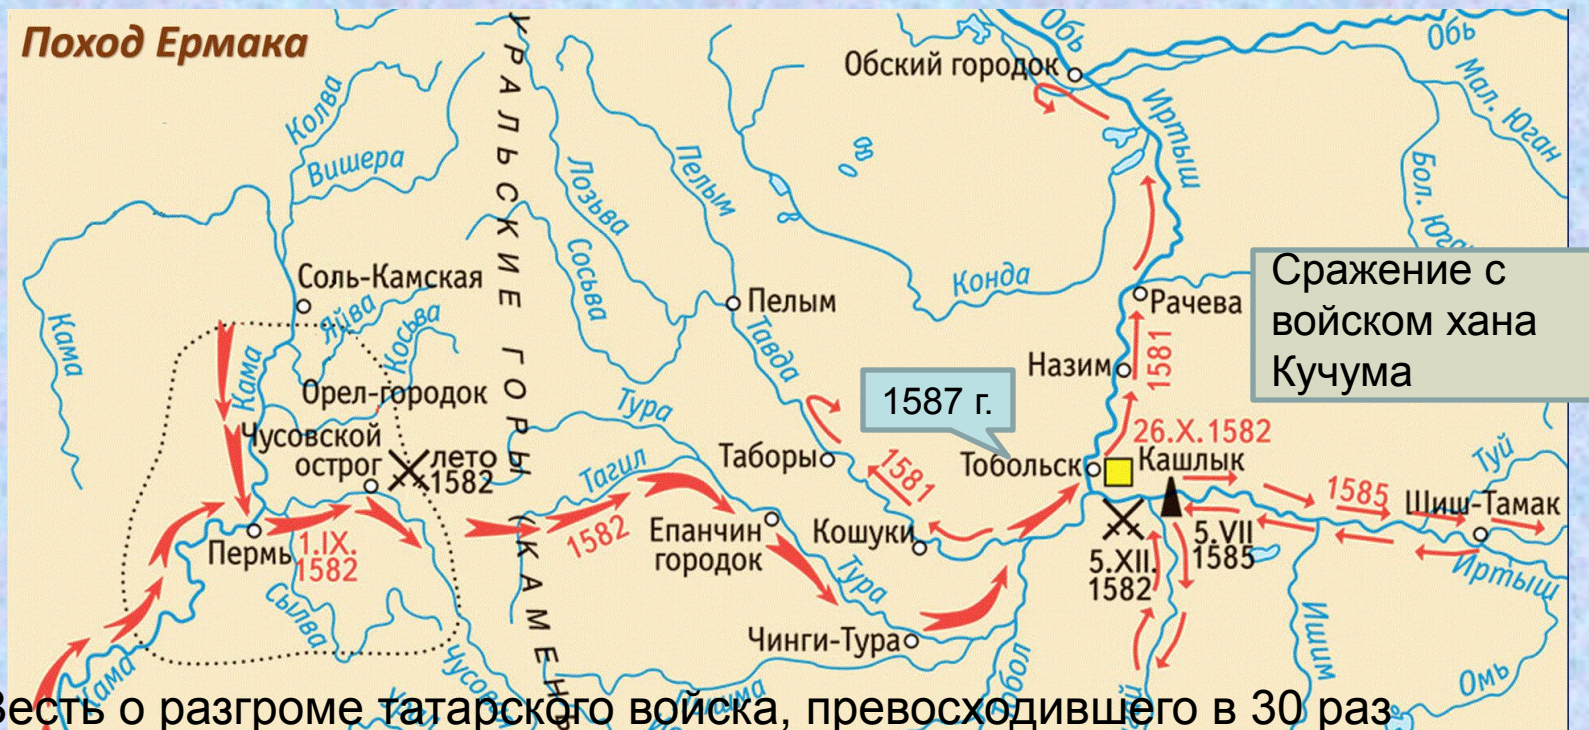 Поход Ермака
Обь
Обь
Обский городок
Иртыш
Мал. Юган
Бол. Юган
Колва
Вишера
УРАЛЬСКИЕ ГОРЫ (КАМЕНЬ
Лозьва
Пелым
Сосьва
Конда
Сражение с
войском хана
Кучума
Соль-Камская
Яйва
Косьва
Кама
Кама
Пелым
Тавда
Рачева
Назим
1581
Орел-городок
Тура
1587 г.
Чусовской
острог
лето
1582
Тагил
1582
Таборы
1581
Тобольск
26.X.1582
Кашлык
Туй
1585
Шиш-Тамак
Пермь
1.IX.
1582
Епанчин
городок
Кошуки
Тура
5.XII.
1582
5.VII
1585
Иртыш
Сылва
Чинги-Тура
Тобол
Ишим
Омь
Кама
Весть о разгроме татарского войска, превосходившего в 30 раз